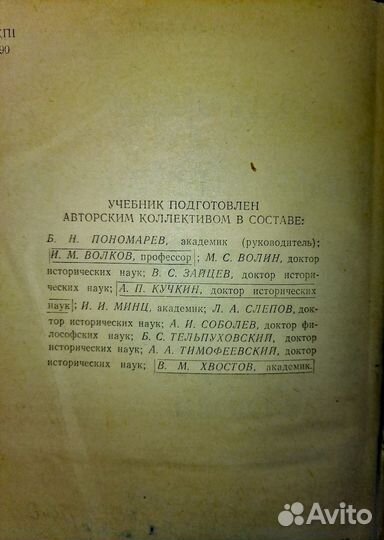 КПІ
90
УЧЕБНИК ПОДГОТОВЛЕН
АВТОРСКИМ КОЛЛЕКТИВОМ В СОСТАВЕ:
Б. Н. ПОНОМАРЕВ, академик (руководитель);
И. М. ВОЛКОВ, профессор; М. С. ВОЛИН, доктор
исторических наук; В. С. ЗАЙЦЕВ, доктор истори-
ческих наук; А. П. КУЧКИН, доктор исторических
наук; И. И. МИНЦ, академик; Л. А. СЛЕПОВ, док-
тор исторических наук; А. И. СОБОЛЕВ, доктор фи-
лософских наук; Б. С. ТЕЛЬПУХОВСКИЙ, доктор
исторических наук; А. А. ТИМОФЕЕВСКИЙ, доктор
исторических наук; В. М. ХВОСТОВ, академик.
Avito